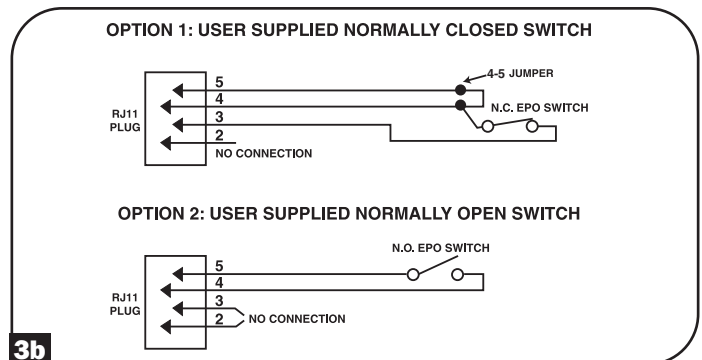 OPTION 1: USER SUPPLIED NORMALLY CLOSED SWITCH
4-5 JUMPER
5
4
N.C. EPO SWITCH
3
RJ11
PLUG
2
NO CONNECTION
OPTION 2: USER SUPPLIED NORMALLY OPEN SWITCH
N.O. EPO SWITCH
5
4
RJ11
PLUG
3
NO CONNECTION
2
3b